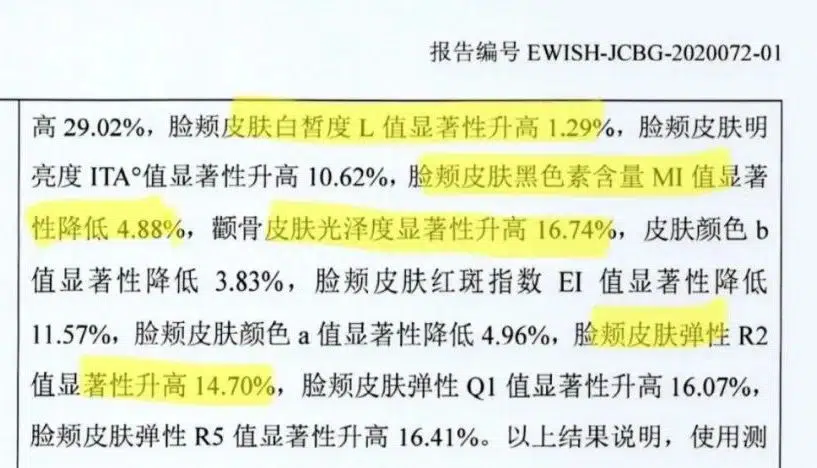 报告编号 EWISH-JCBG-2020072-01
高 29.02%，脸颊皮肤白皙度 L 值显著性升高 1.29%，脸颊皮肤明
亮度 ITA°值显著性升高 10.62%，脸颊皮肤黑色素含量 MI 值显著
性降低 4.88%，颧骨皮肤光泽度显著性升高 16.74%，皮肤颜色 b
值显著性降低 3.83%，脸颊皮肤红斑指数 EI 值显著性降低
11.57%，脸颊皮肤颜色 a 值显著性降低 4.96%，脸颊皮肤弹性 R2
值显著性升高 14.70%，脸颊皮肤弹性 Q1 值显著性升高 16.07%，
脸颊皮肤弹性 R5 值显著性升高 16.41%。以上结果说明，使用测